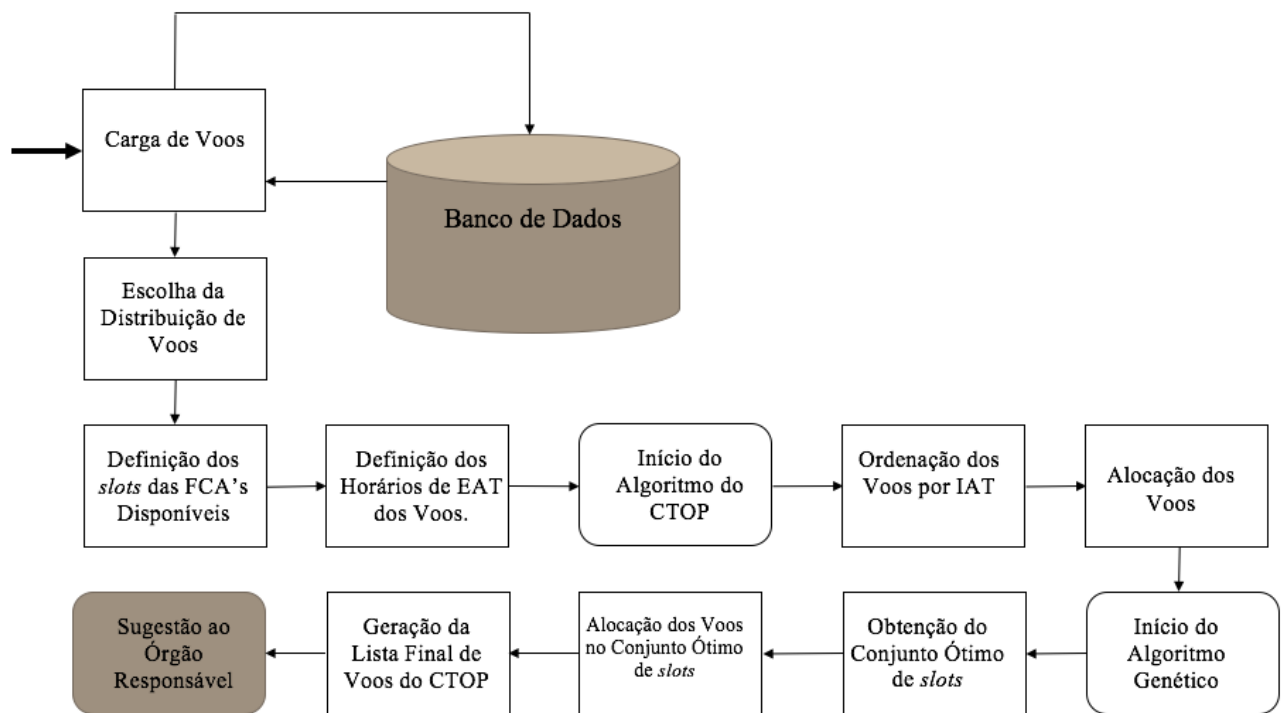 Carga de Voos
Banco de Dados
Escolha da
Distribuição de
Voos
Definição dos
slots das FCA's
Disponíveis
Definição dos
Horários de EAT
dos Voos.
Início do
Algoritmo do
CTOP
Ordenação dos
Voos por IAT
Alocação dos
Voos
Sugestão ao
Órgão
Responsável
Geração da
Lista Final de
Voos do CTOP
Alocação dos Voos
no Conjunto Ótimo
de slots
Obtenção do
Conjunto Ótimo
de slots
Início do
Algoritmo
Genético